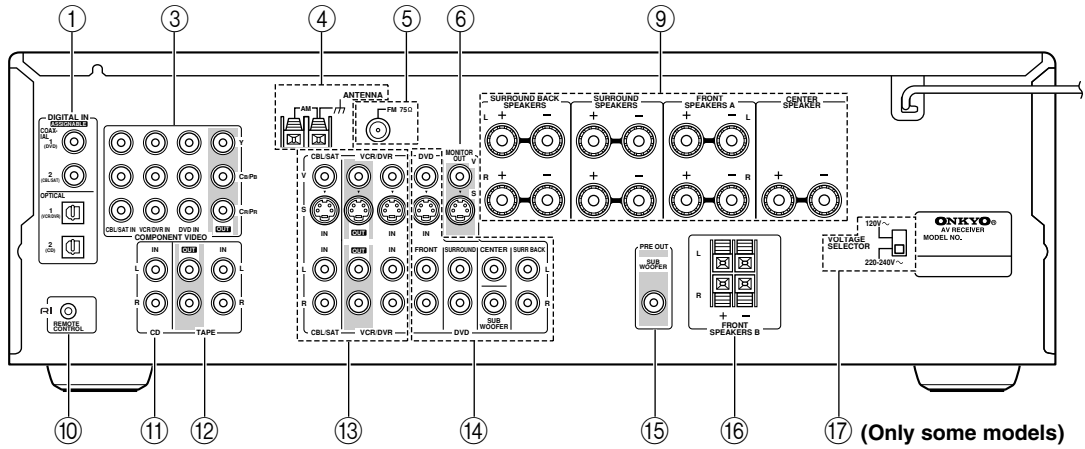 ① ③ ④ ⑤ ⑥ ⑨
DIGITAL IN
ASSIGNABLE
COAX-
IAL
1
(DVD)
2
(CBL/SAT)
OPTICAL
1
(VCR/DVR)
2
(CD)
Y
CB/PB
CR/PR
CBL/SAT IN VCR/DVR IN DVD IN OUT
COMPONENT VIDEO
ANTENNA
AM
FM 75Ω
CBL/SAT VCR/DVR DVD
MONITOR
OUT
V V
S S
IN OUT IN IN
IN OUT IN
L
R
CBL/SAT VCR/DVR
FRONT SURROUND CENTER SURR BACK
L
R
SUB
WOOFER
DVD
IN OUT IN
L L
R R
CD TAPE
RI
REMOTE
CONTROL
SURROUND BACK
SPEAKERS
SURROUND
SPEAKERS
FRONT
SPEAKERS A
CENTER
SPEAKER
L + − + − + − L
R R + −
PRE OUT
SUB
WOOFER
L
R
+ −
FRONT
SPEAKERS B
VOLTAGE
SELECTOR
120V～
220-240V～
ONKYO®
AV RECEIVER
MODEL NO.
⑩ ⑪ ⑫ ⑬ ⑭ ⑮ ⑯ ⑰ (Only some models)